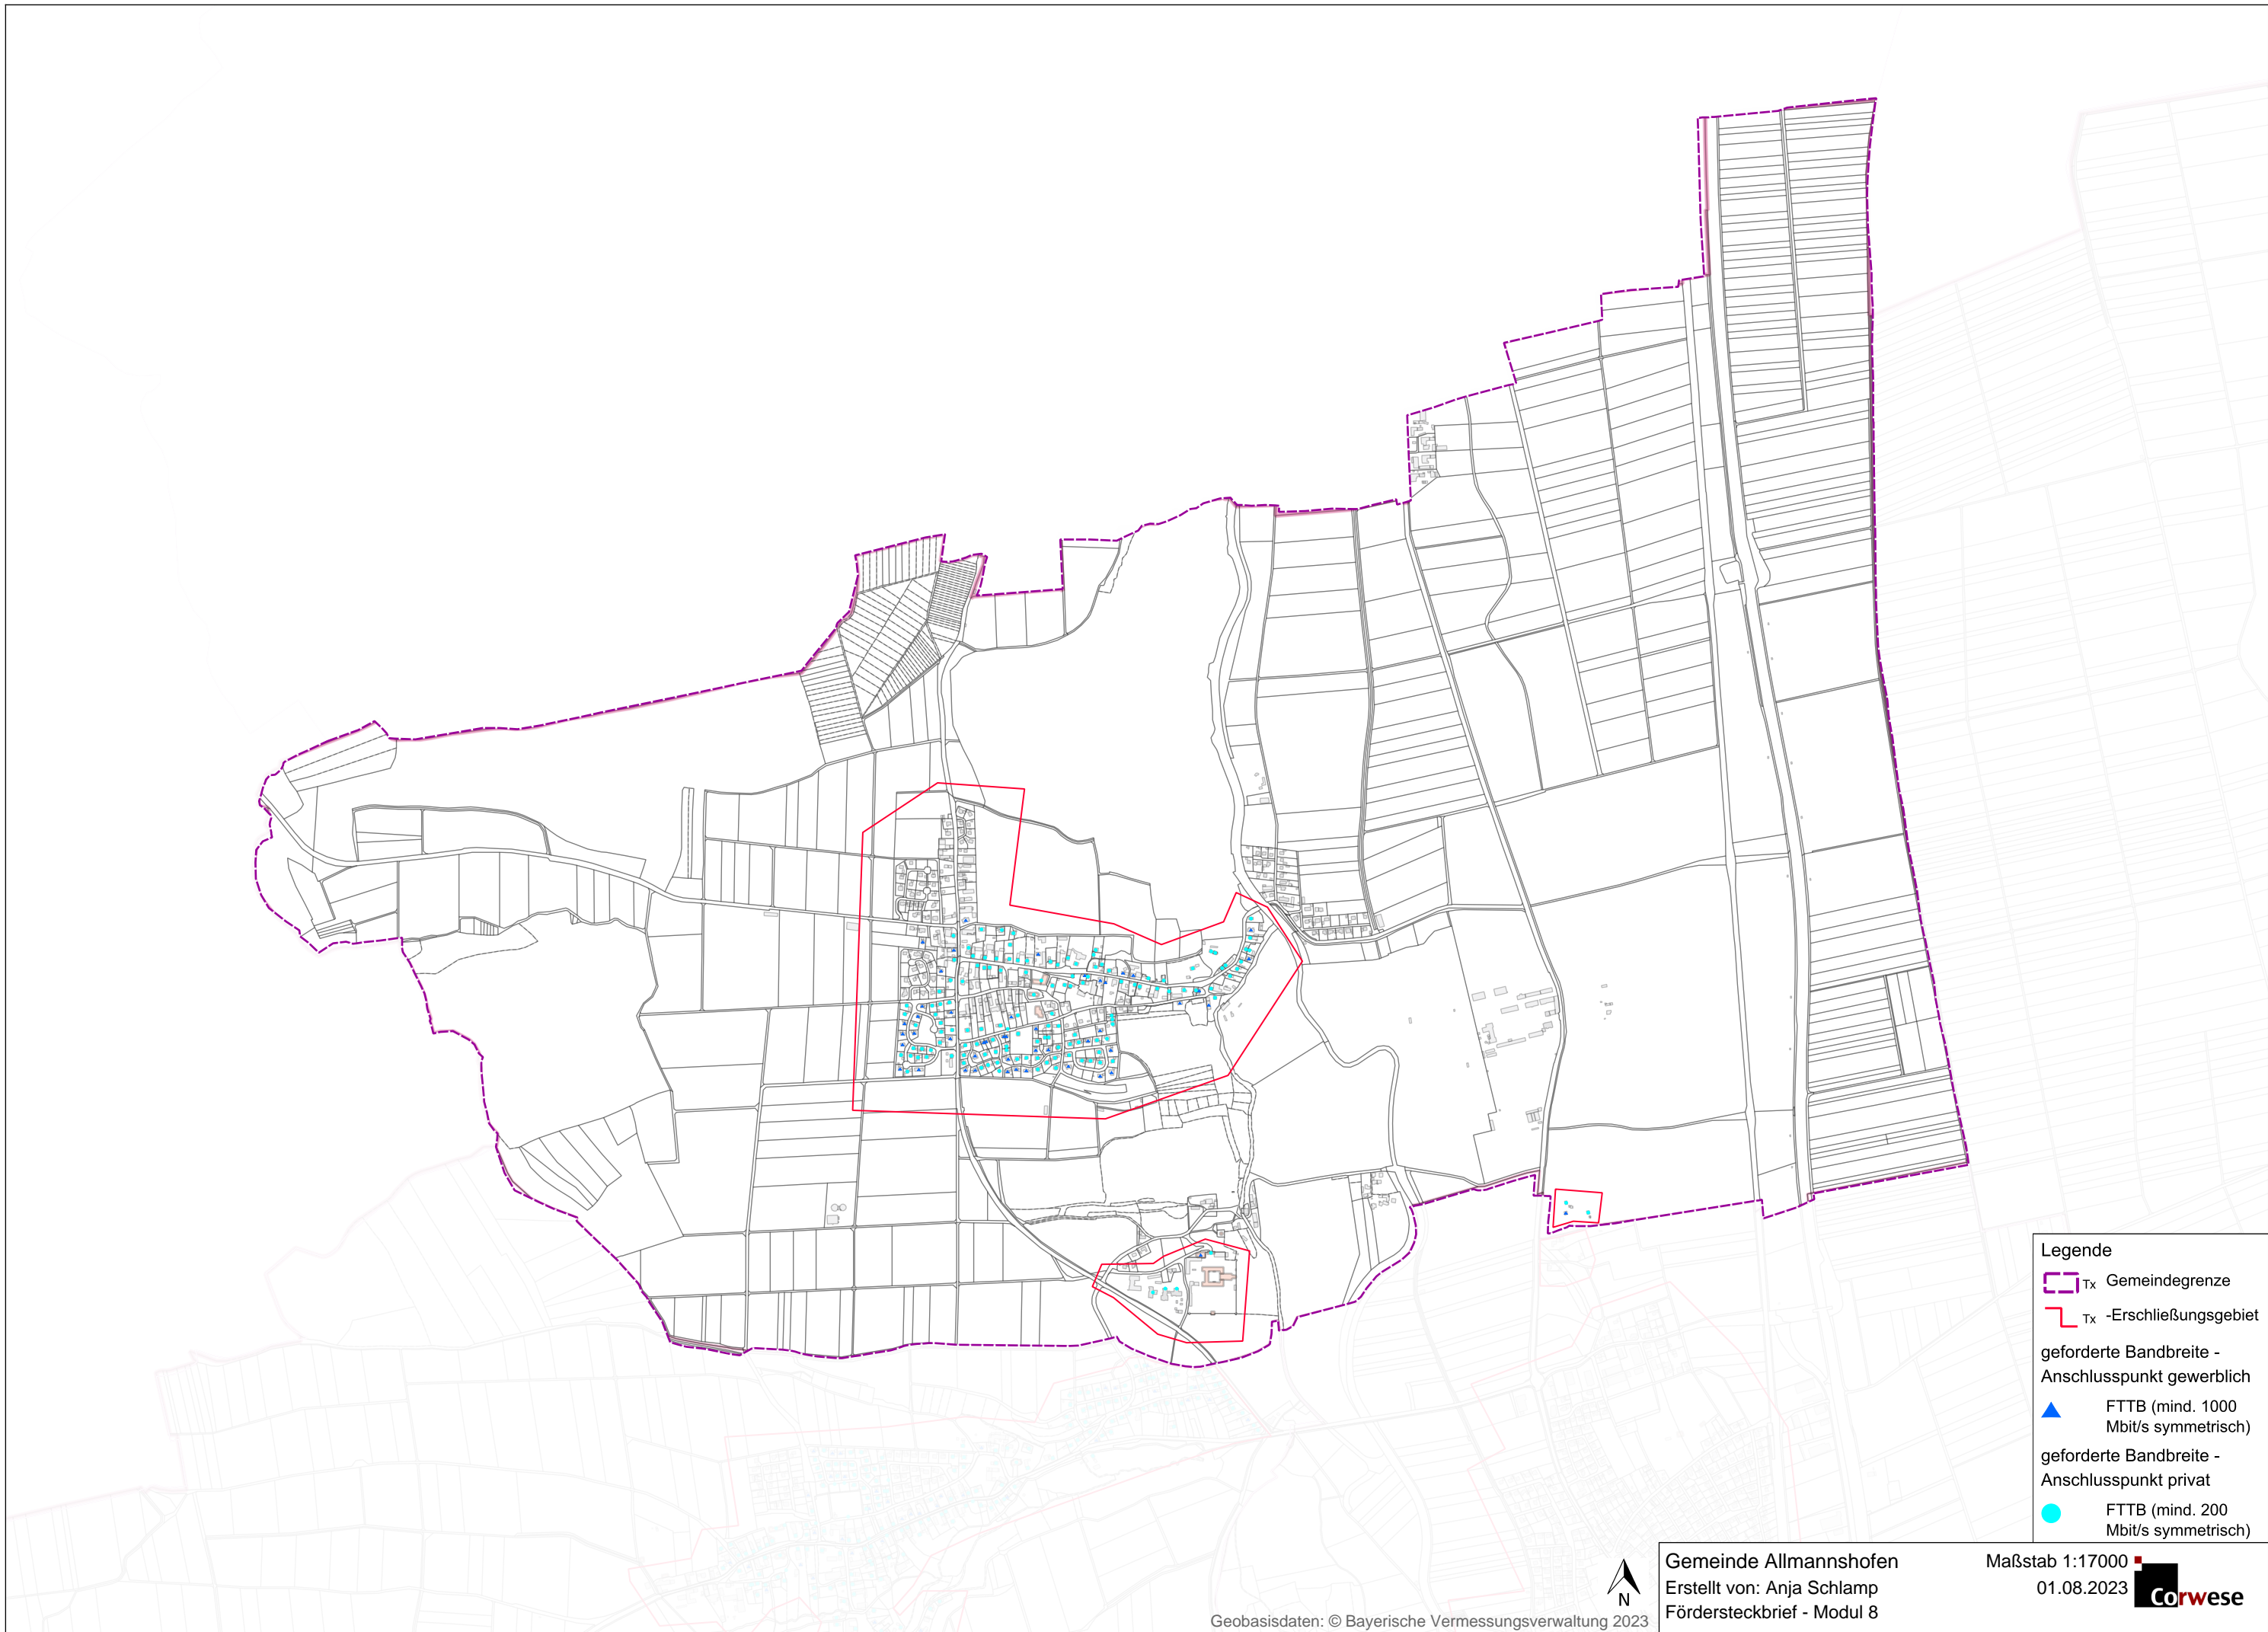 Legende
Tx Gemeindegrenze
Tx -Erschließungsgebiet
geforderte Bandbreite -
Anschlusspunkt gewerblich
FTTB (mind. 1000
Mbit/s symmetrisch)
geforderte Bandbreite -
Anschlusspunkt privat
FTTB (mind. 200
Mbit/s symmetrisch)
N
Geobasisdaten: © Bayerische Vermessungsverwaltung 2023
Gemeinde Allmannshofen
Erstellt von: Anja Schlamp
Fördersteckbrief - Modul 8
Maßstab 1:17000
01.08.2023
Corwese